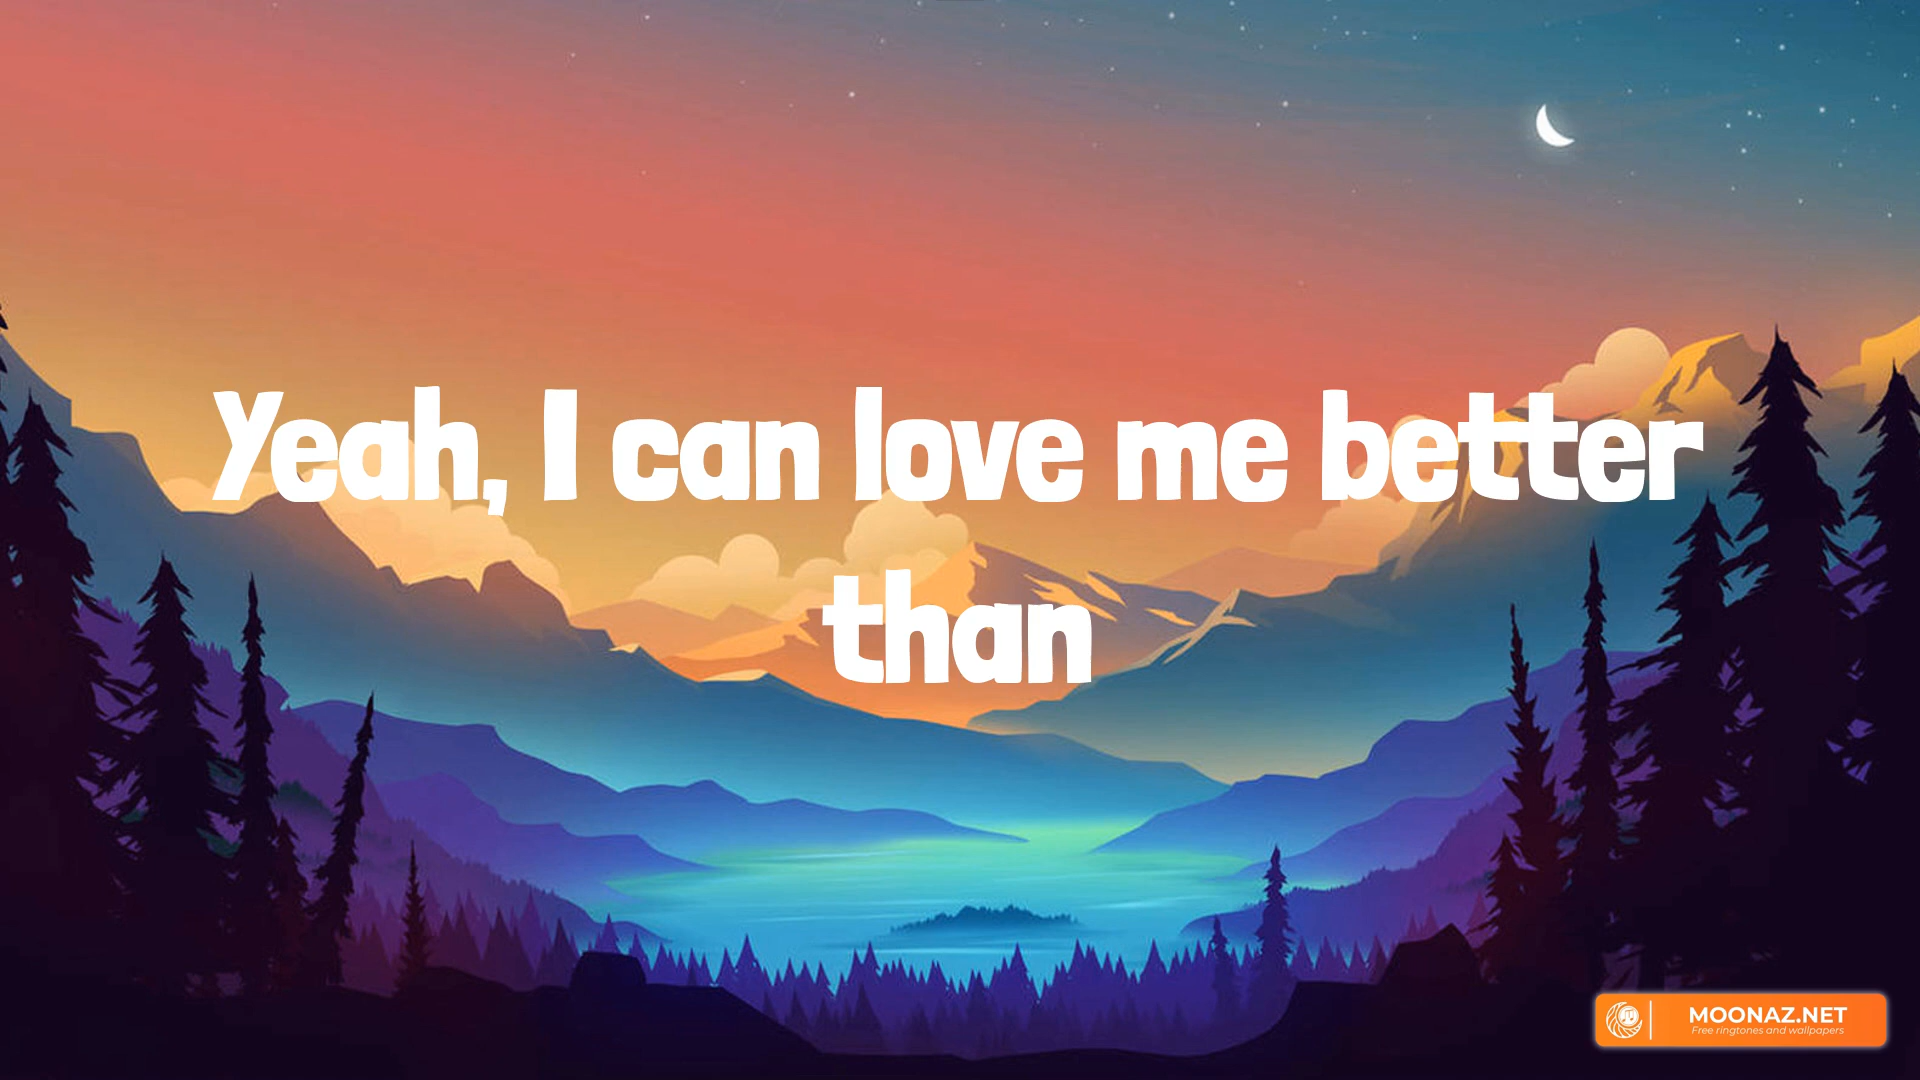 Yeah, I can love me better
than
MOONAZ.NET
Free ringtones and wallpapers